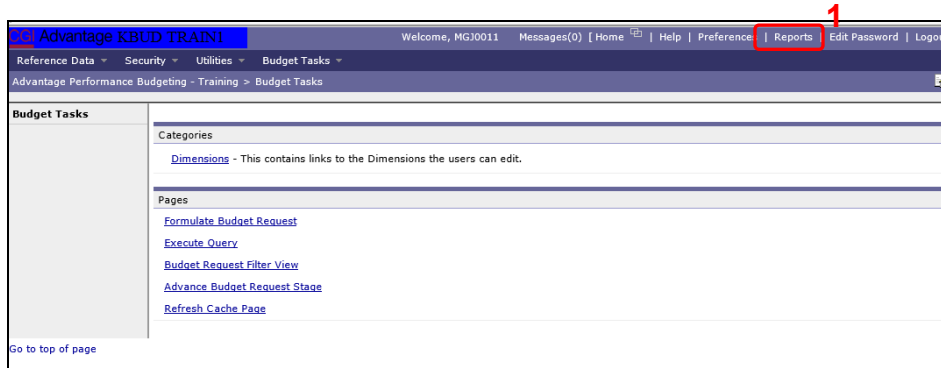 1
CGI Advantage KBUD TRAIN1 Welcome, MGJ0011 Messages(0) [ Home | Help | Preferences | Reports | Edit Password | Logou
Reference Data Security Utilities Budget Tasks
Advantage Performance Budgeting - Training > Budget Tasks
Budget Tasks
Categories
Dimensions - This contains links to the Dimensions the users can edit.
Pages
Formulate Budget Request
Execute Query
Budget Request Filter View
Advance Budget Request Stage
Refresh Cache Page
Go to top of page